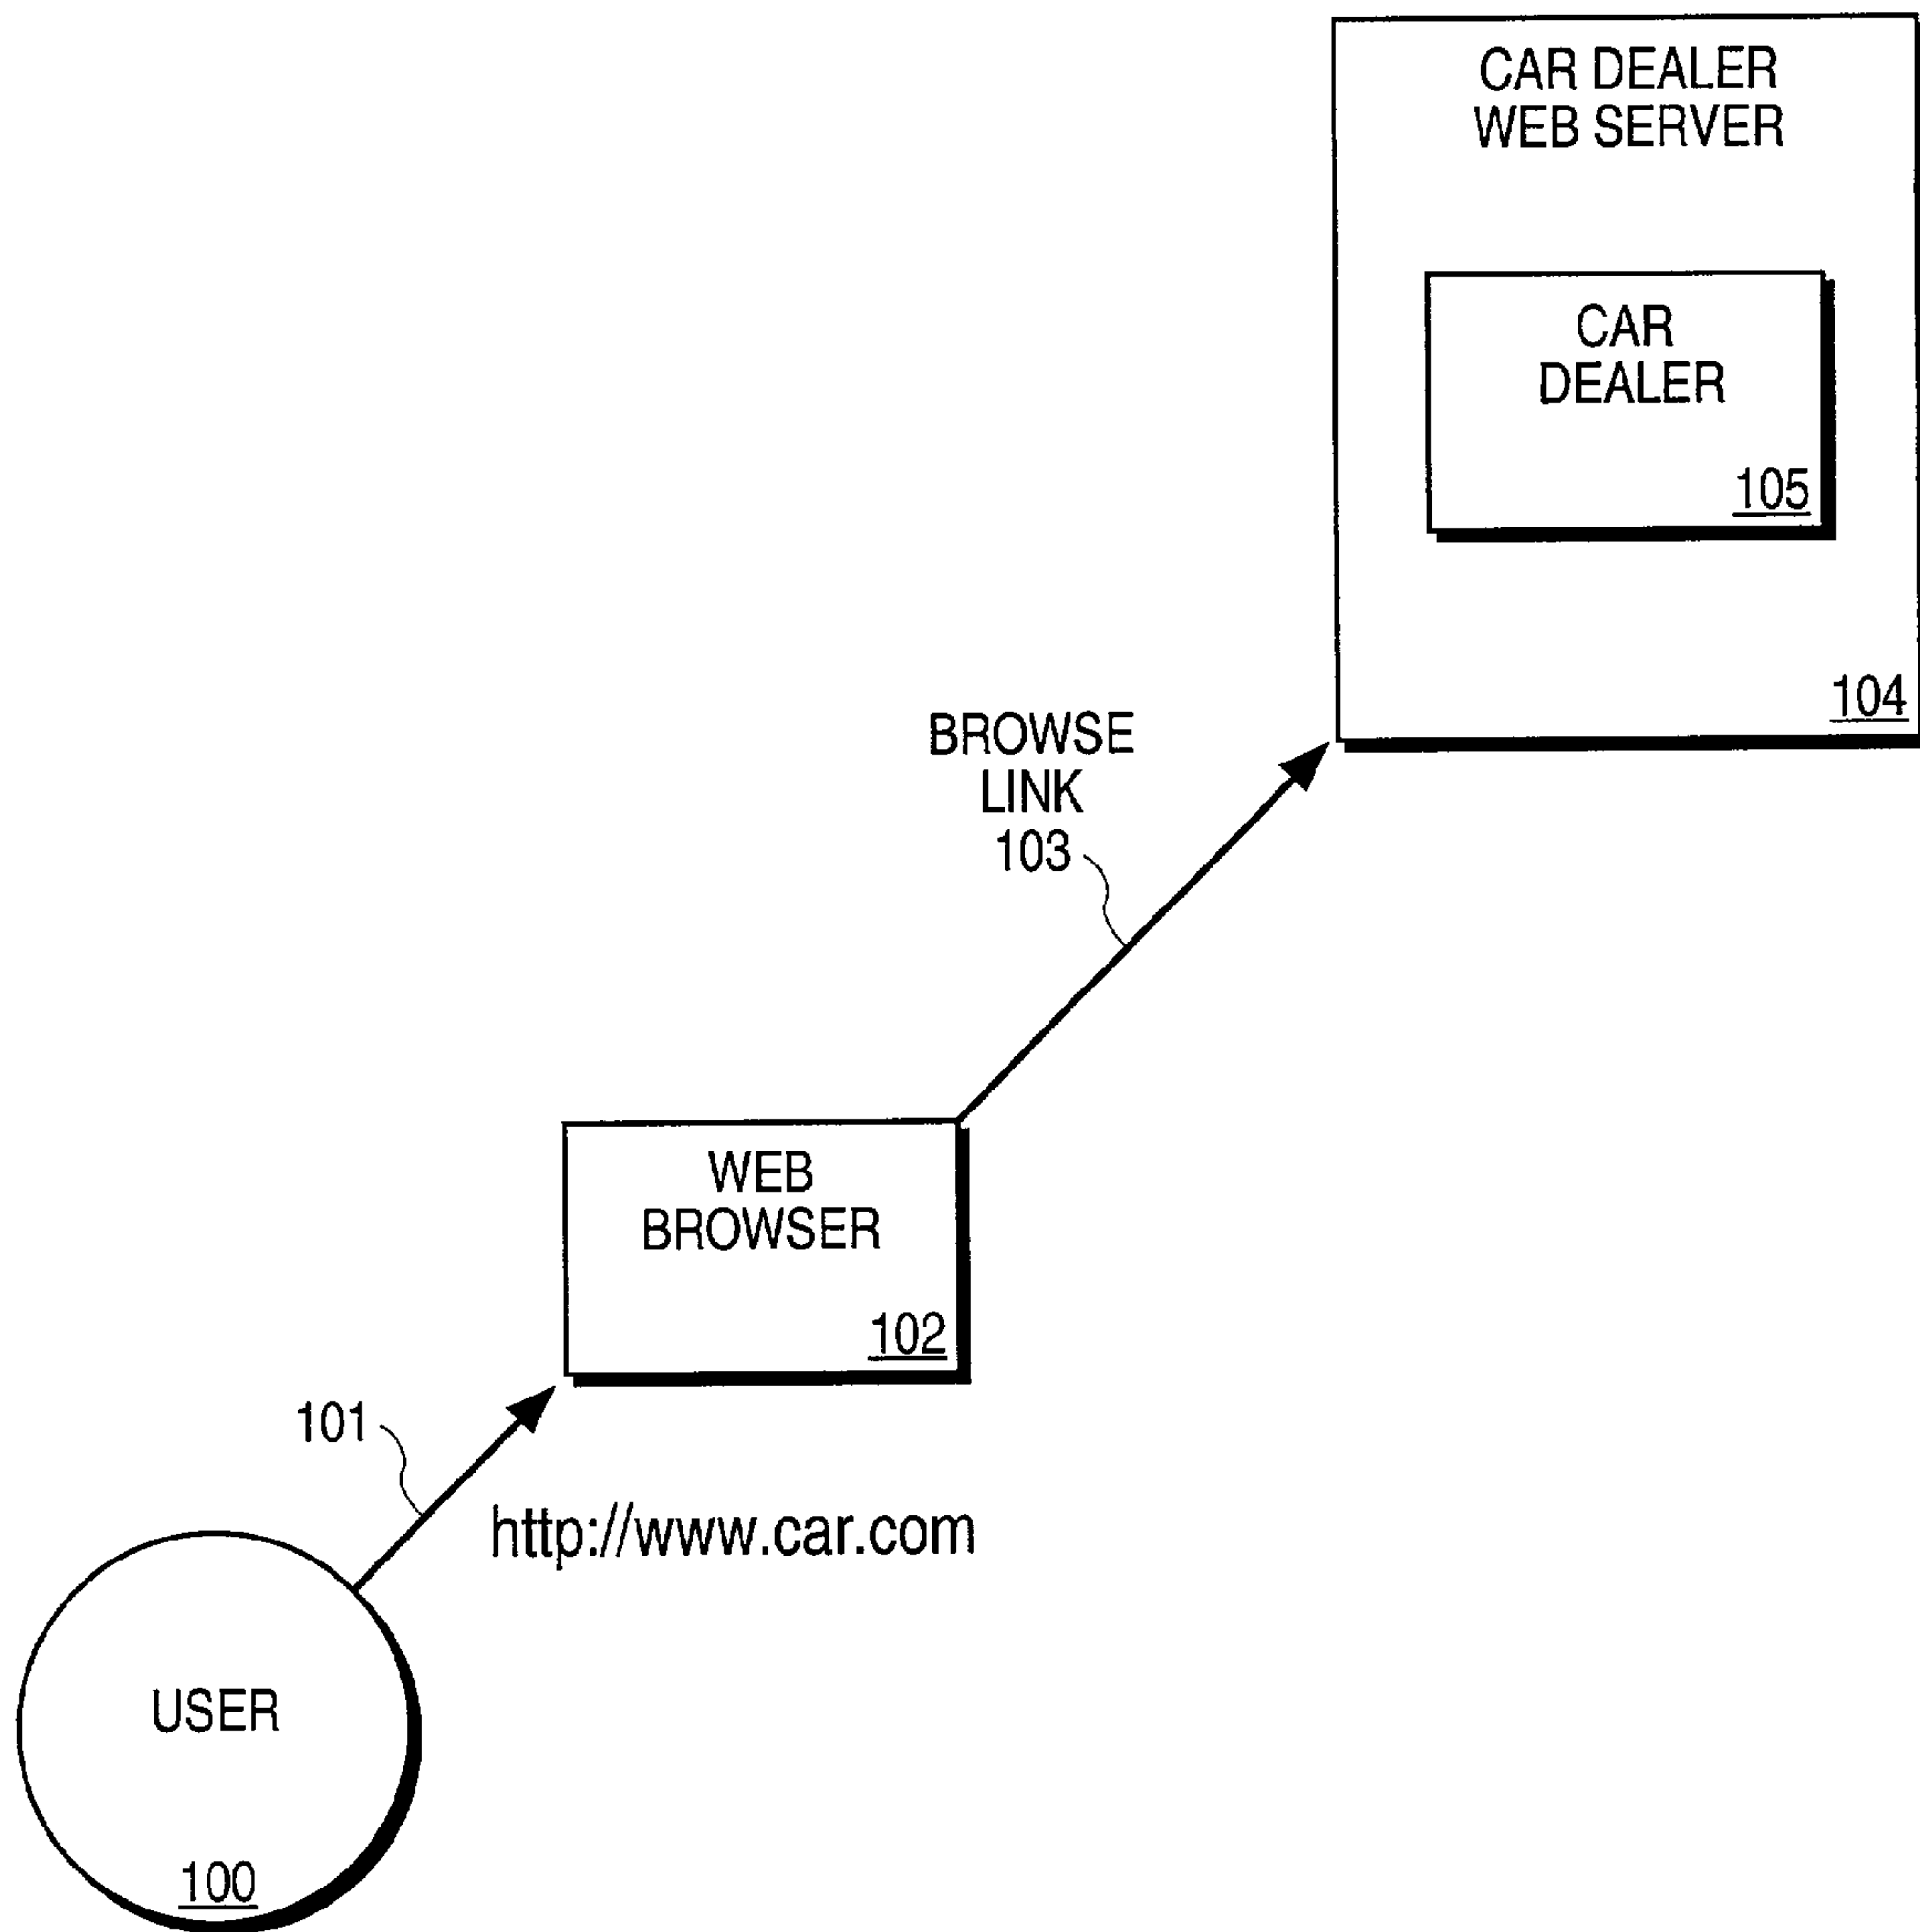 CAR DEALER
WEB SERVER
CAR
DEALER
105
104
BROWSE
LINK
103
WEB
BROWSER
102
101
http://www.car.com
USER
100